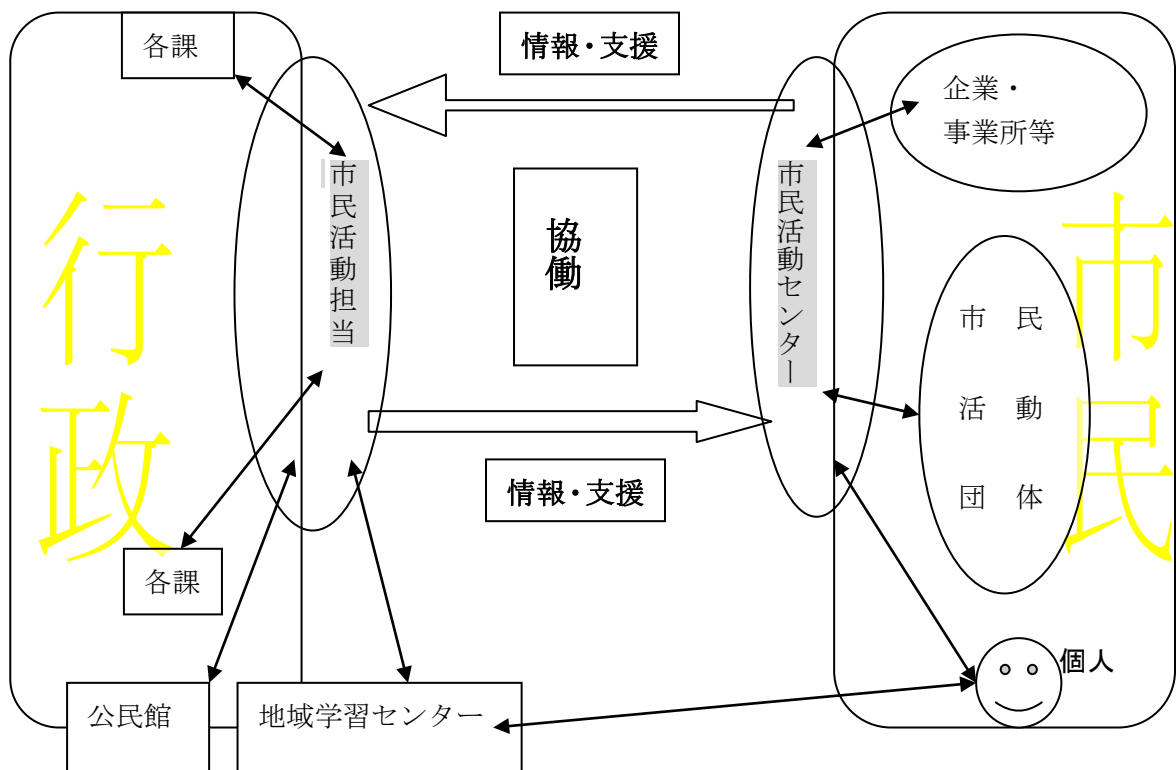 各課
情報・支援
企業・
事業所等
市民活動担当
市民活動センター
協働
行政
市民
市 民
活 動
団 体
情報・支援
各課
個人
公民館
地域学習センター